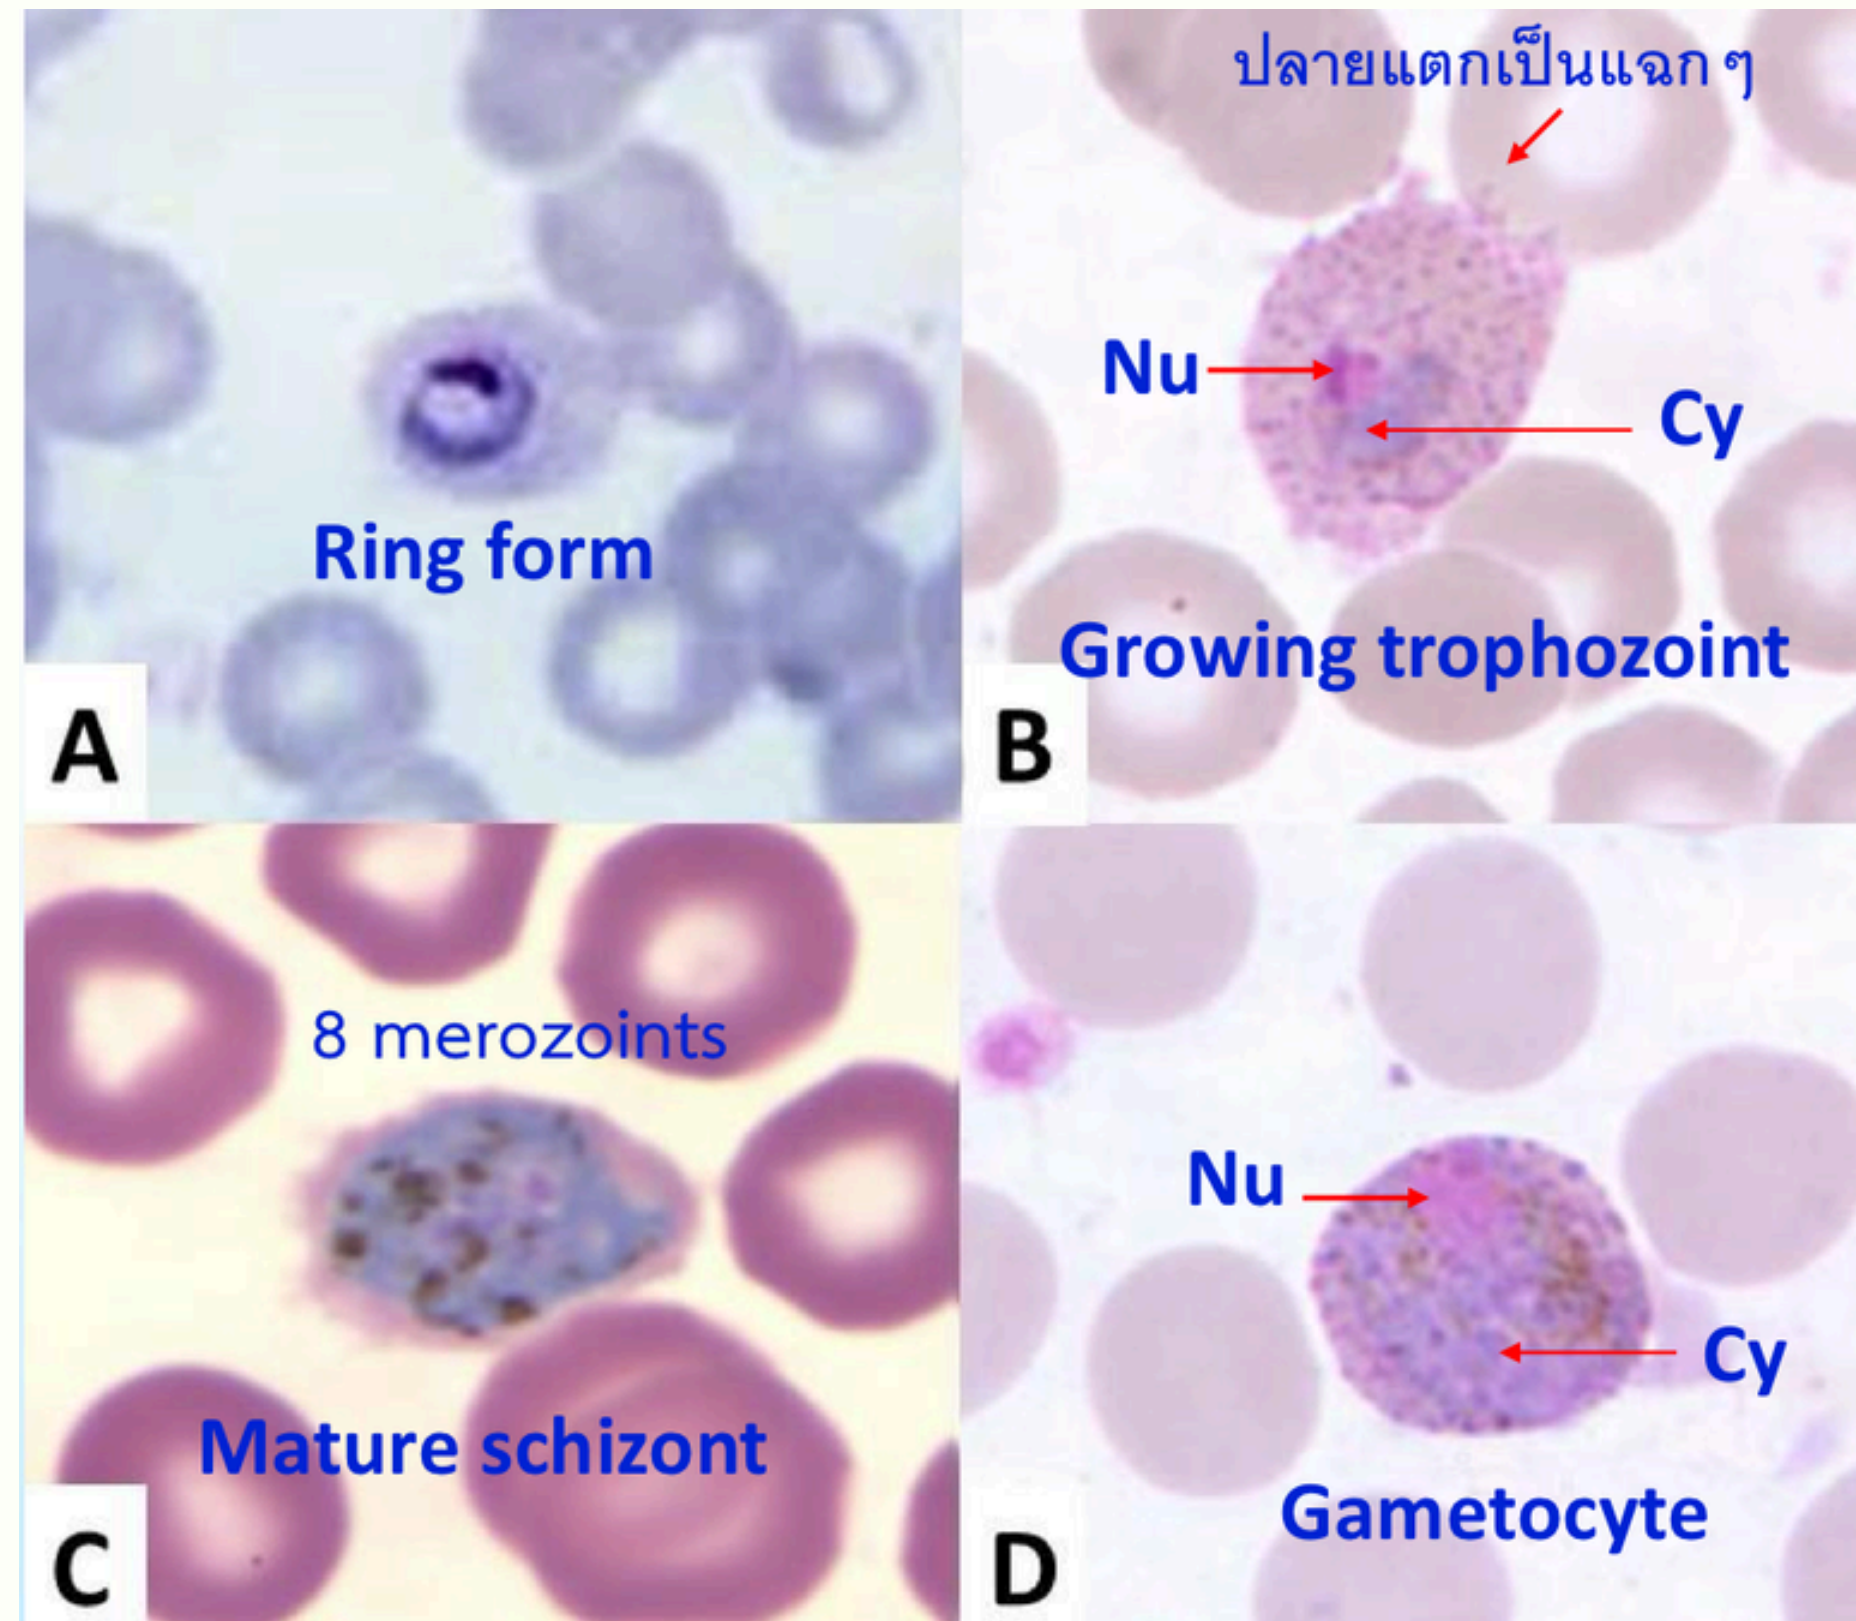 Ring form
A
ปลายแตกเป็นแฉก ๆ
Nu
Cy
Growing trophozoint
B
8 merozoints
Mature schizont
C
Nu
Cy
Gametocyte
D